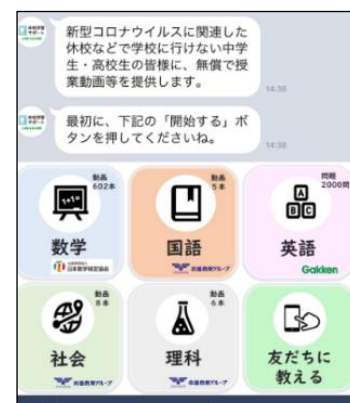 新型コロナウイルスに関連した
休校などで学校に行けない中学
生・高校生の皆様に、無償で授
業動画等を提供します。
14:38
最初に、下記の「開始する」ボ
タンを押してくださいね。
14:38
動画
602本
数学
日本数学検定協会
動画
5本
国語
問題
2000問
ABC
英語
Gakken
動画
8本
社会
動画
6本
理科
友だちに
教える